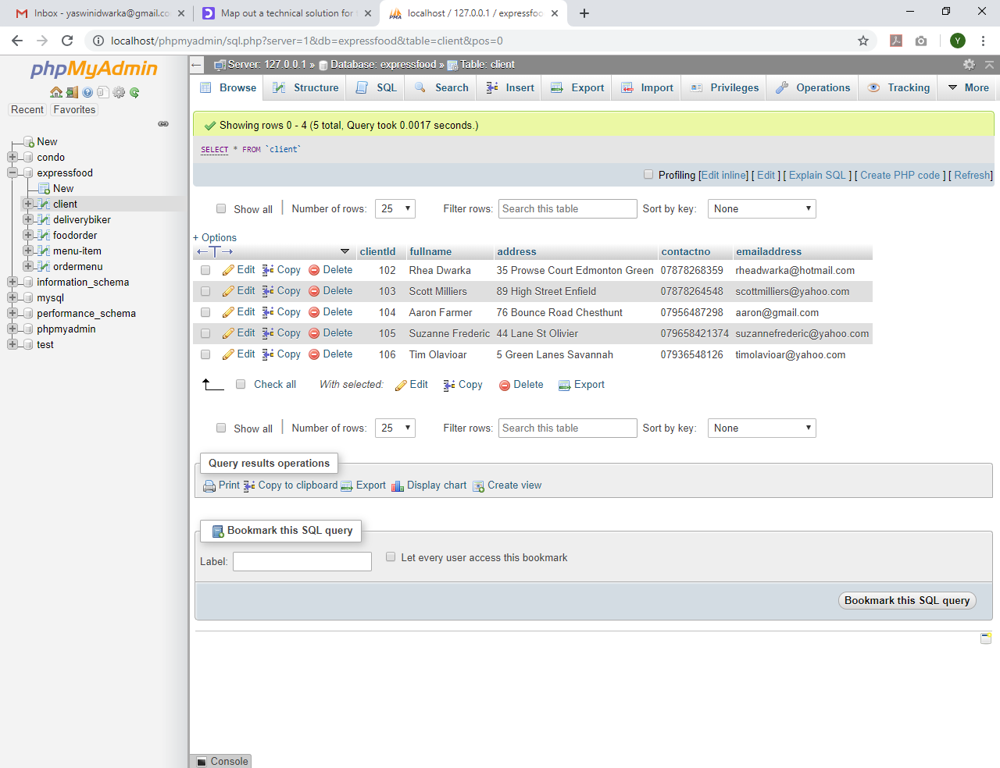 Inbox - yaswinidwarka@gmail.co
Map out a technical solution for
localhost / 127.0.0.1 / expressfoo
localhost/phpmyadmin/sql.php?server=1&db=expressfood&table=client&pos=0
Y
phpMyAdmin
Recent Favorites
New
condo
expressfood
New
client
deliverybiker
foodorder
menu-item
ordermenu
information_schema
mysql
performance_schema
phpmyadmin
test
Server: 127.0.0.1 » Database: expressfood » Table: client
Browse Structure SQL Search Insert Export Import Privileges Operations Tracking More
Showing rows 0 - 4 (5 total, Query took 0.0017 seconds.)
SELECT * FROM `client`
Profiling [Edit inline] [ Edit ] [ Explain SQL ] [ Create PHP code ] [ Refresh]
Show all Number of rows: 25 Filter rows: Search this table Sort by key: None
+ Options
clientId fullname address contactno emailaddress
Edit Copy Delete 102 Rhea Dwarka 35 Prowse Court Edmonton Green 07878268359 rheadwarka@hotmail.com
Edit Copy Delete 103 Scott Milliers 89 High Street Enfield 07878264548 scottmilliers@yahoo.com
Edit Copy Delete 104 Aaron Farmer 76 Bounce Road Chesthunt 07956487298 aaron@gmail.com
Edit Copy Delete 105 Suzanne Frederic 44 Lane St Olivier 079658421374 suzannefrederic@yahoo.com
Edit Copy Delete 106 Tim Olavioar 5 Green Lanes Savannah 07936548126 timolavioar@yahoo.com
Check all With selected: Edit Copy Delete Export
Show all Number of rows: 25 Filter rows: Search this table Sort by key: None
Query results operations
Print Copy to clipboard Export Display chart Create view
Bookmark this SQL query
Label: Let every user access this bookmark
Bookmark this SQL query
Console